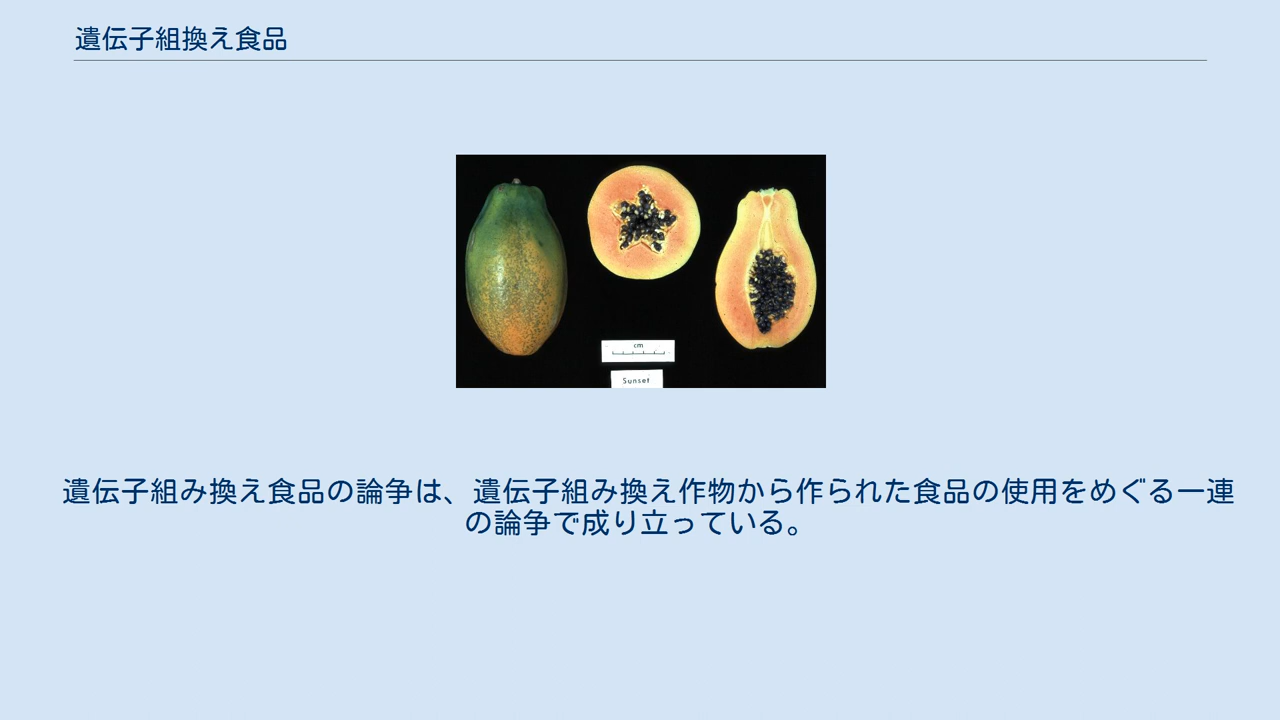 遺伝子組換え食品
cm
Sunset
遺伝子組み換え食品の論争は、遺伝子組み換え作物から作られた食品の使用をめぐる一連
の論争で成り立っている。